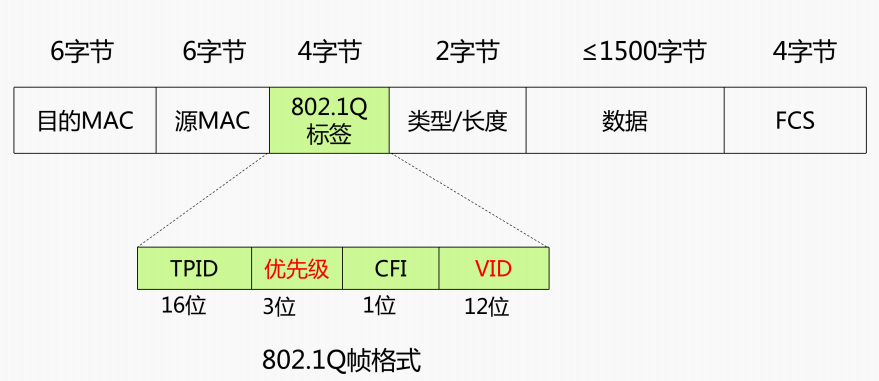 6字节 6字节 4字节 2字节 ≤1500字节 4字节
目的MAC 源MAC 802.1Q 标签 类型/长度 数据 FCS
TPID 优先级 CFI VID
16位 3位 1位 12位
802.1Q帧格式